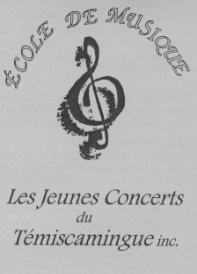 ÉCOLE DE MUSIQUE
Les Jeunes Concerts
du
Témiscamingue inc.